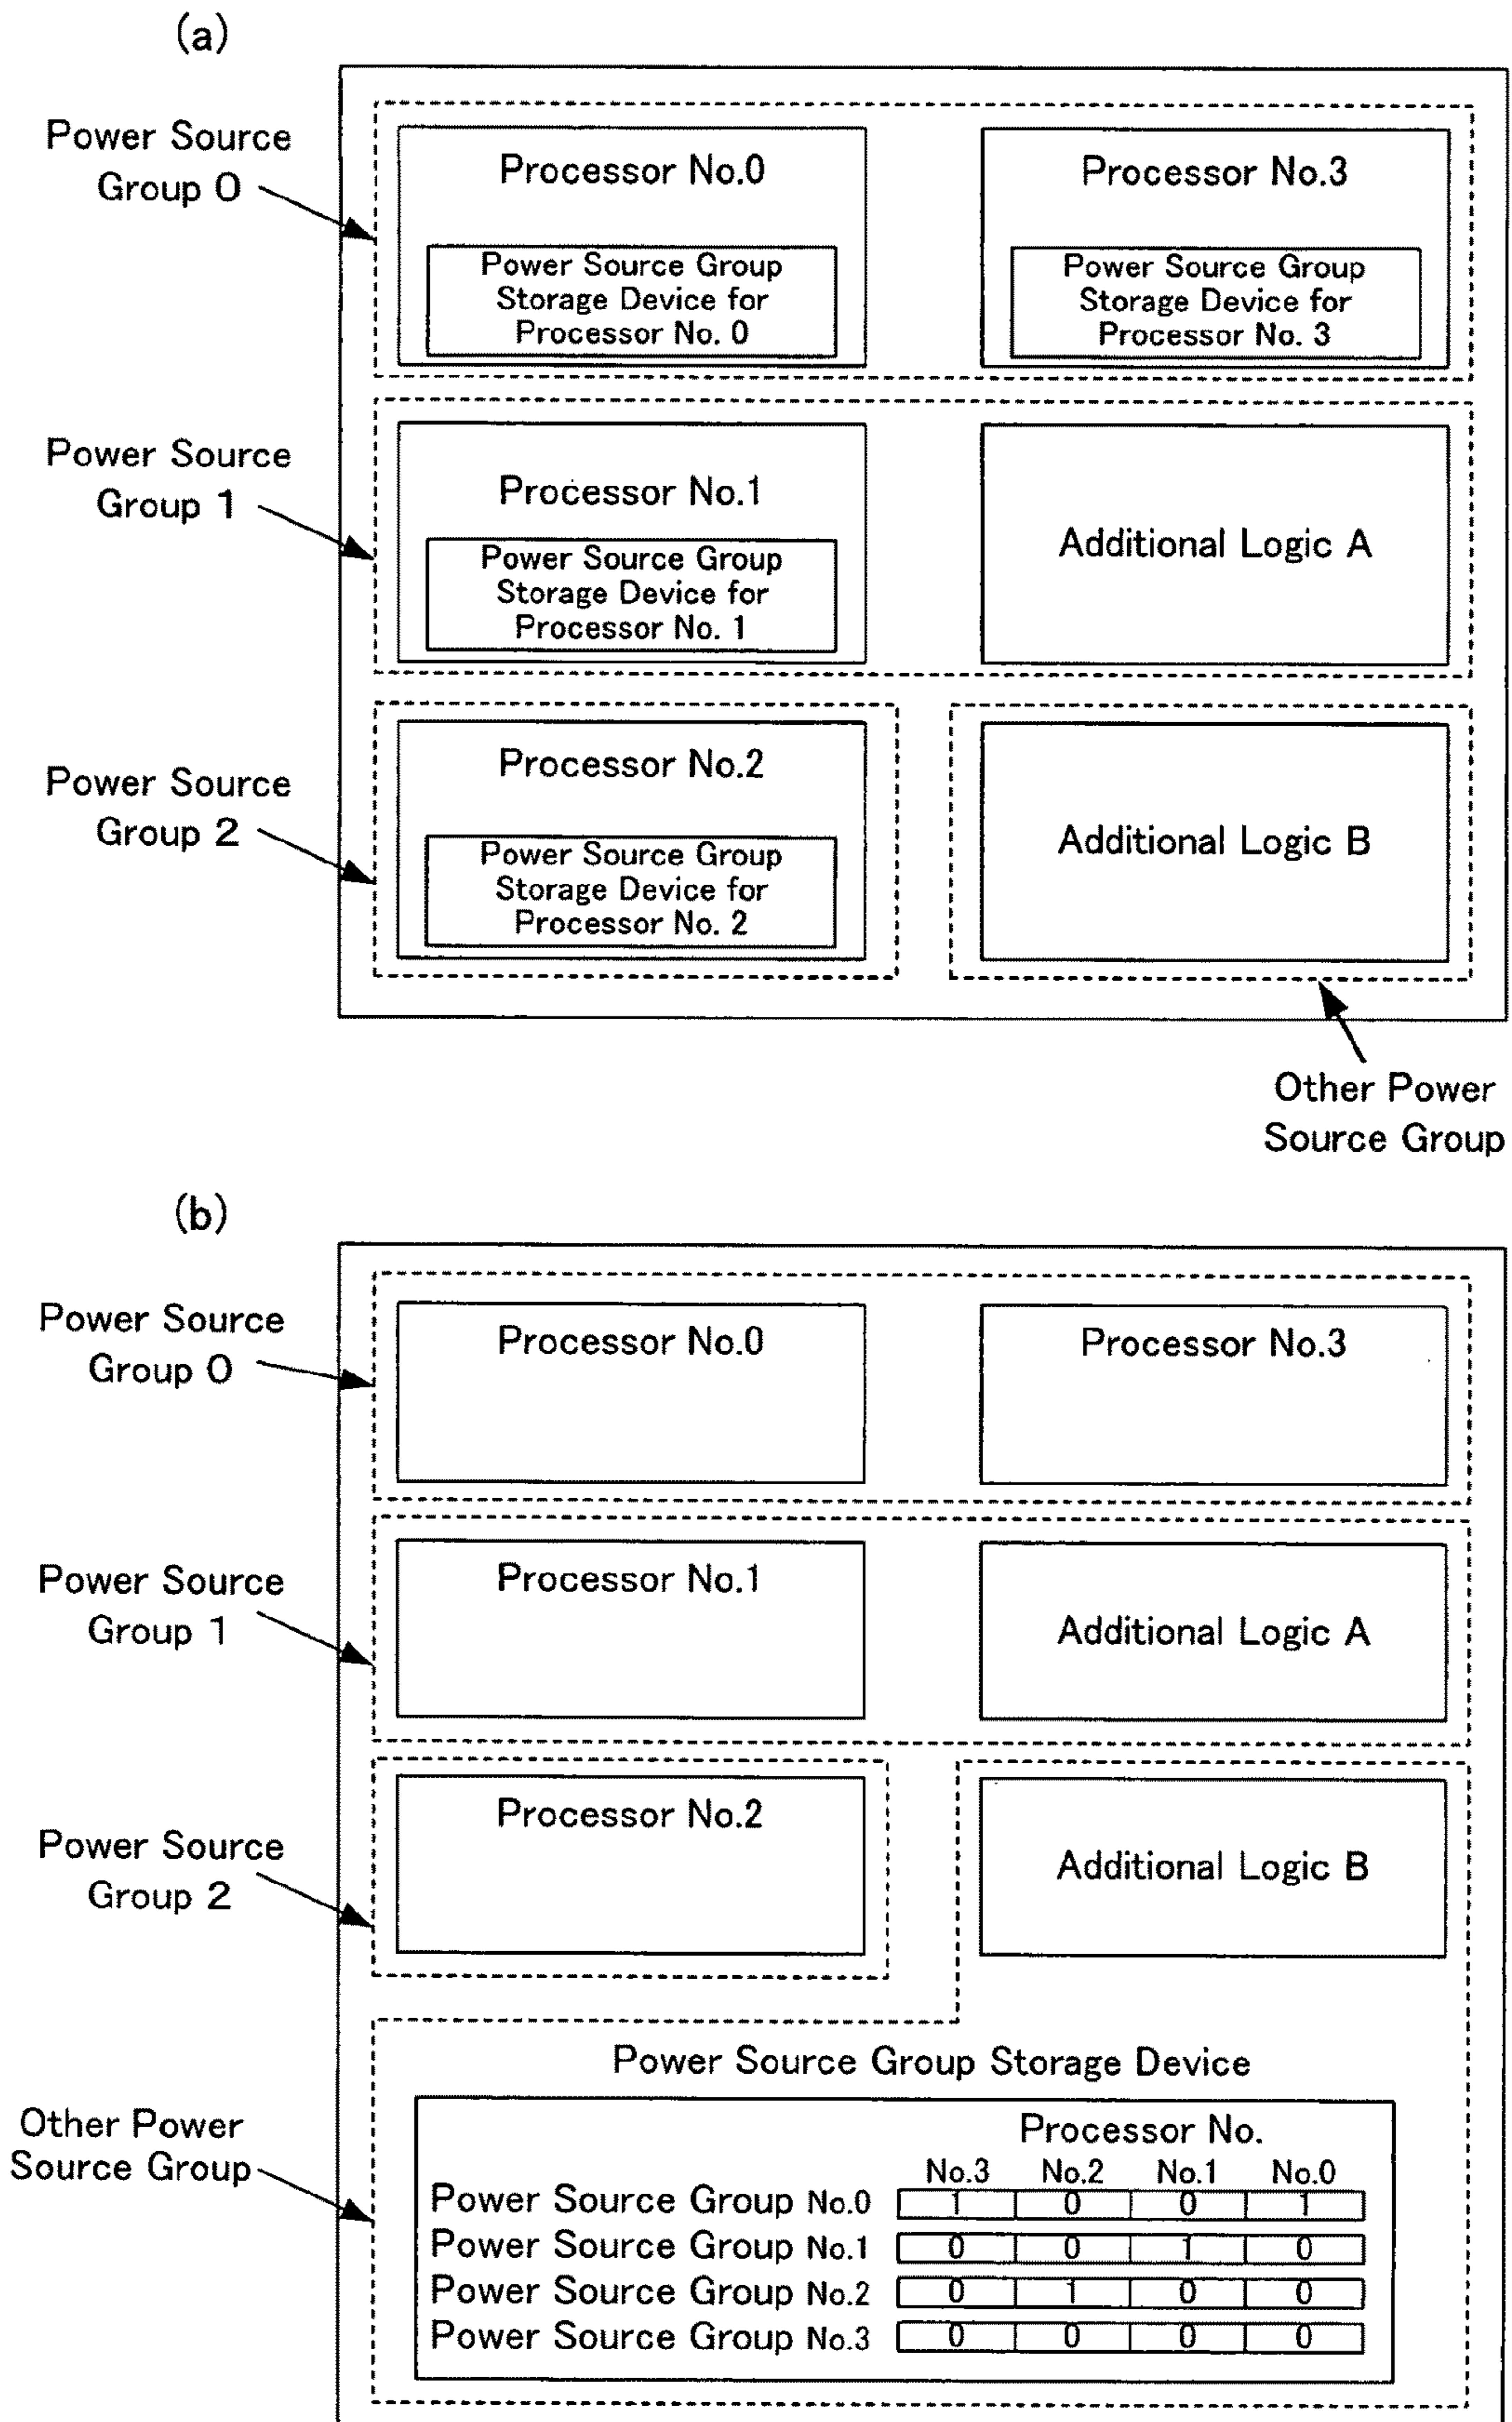 (a)
Power Source
Group 0
Processor No.0
Power Source Group
Storage Device for
Processor No. 0
Processor No.3
Power Source Group
Storage Device for
Processor No. 3
Power Source
Group 1
Processor No.1
Power Source Group
Storage Device for
Processor No. 1
Additional Logic A
Power Source
Group 2
Processor No.2
Power Source Group
Storage Device for
Processor No. 2
Additional Logic B
Other Power
Source Group
(b)
Power Source
Group 0
Processor No.0
Processor No.3
Power Source
Group 1
Processor No.1
Additional Logic A
Power Source
Group 2
Processor No.2
Additional Logic B
Other Power
Source Group
Power Source Group Storage Device
Processor No.
No.3 No.2 No.1 No.0
Power Source Group No.0 1 0 0 1
Power Source Group No.1 0 0 1 0
Power Source Group No.2 0 1 0 0
Power Source Group No.3 0 0 0 0